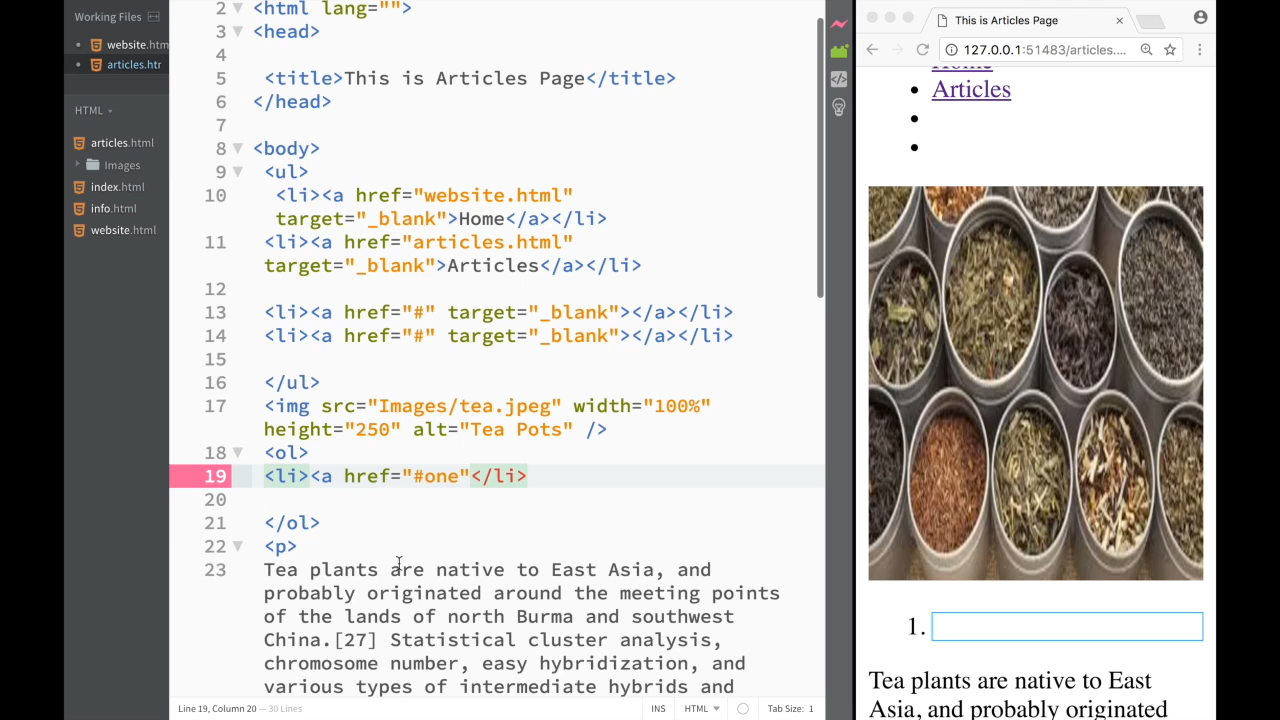 Working Files
website.htm
articles.htr
HTML
articles.html
Images
index.html
info.html
website.html
2 <html lang="">
3 <head>
4
5 <title>This is Articles Page</title>
6 </head>
7
8 <body>
9 <ul>
10 <li><a href="website.html"
target="_blank">Home</a></li>
11 <li><a href="articles.html"
target="_blank">Articles</a></li>
12
13 <li><a href="#" target="_blank"></a></li>
14 <li><a href="#" target="_blank"></a></li>
15
16 </ul>
17 <img src="Images/tea.jpeg" width="100%"
height="250" alt="Tea Pots" />
18 <ol>
19 <li><a href="#one"</li>
20
21 </ol>
22 <p>
23 Tea plants are native to East Asia, and
probably originated around the meeting points
of the lands of north Burma and southwest
China.[27] Statistical cluster analysis,
chromosome number, easy hybridization, and
various types of intermediate hybrids and
Line 19, Column 20 — 30 Lines
INS
HTML
Tab Size: 1
This is Articles Page
127.0.0.1:51483/articles....
Home
Articles
1.
Tea plants are native to East
Asia, and probably originated